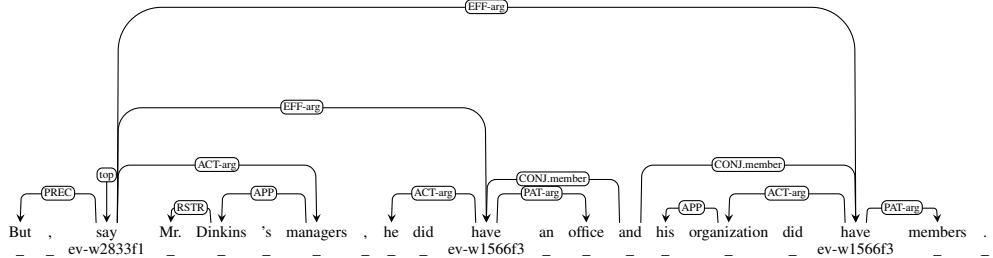 EFF-arg
EFF-arg
top
ACT-arg
CONJ.member
PREC
RSTR
APP
ACT-arg
CONJ.member
PAT-arg
APP
ACT-arg
PAT-arg
But , say Mr. Dinkins 's managers , he did have an office and his organization did have members .
_ _ ev-w2833f1 _ _ _ _ _ _ _ ev-w1566f3 _ _ _ _ _ _ ev-w1566f3 _ _